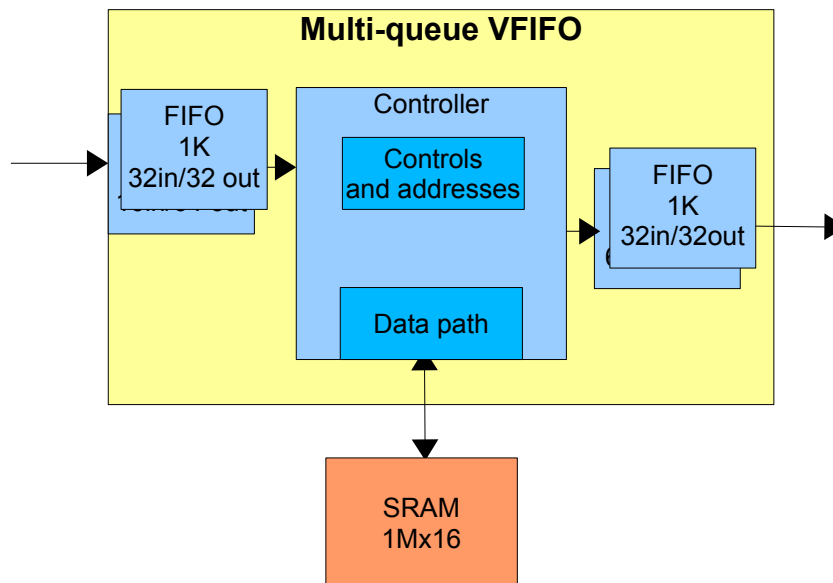 Multi-queue VFIFO
FIFO
1K
32in/32 out
Controller
Controls
and addresses
Data path
FIFO
1K
32in/32out
SRAM
1Mx16